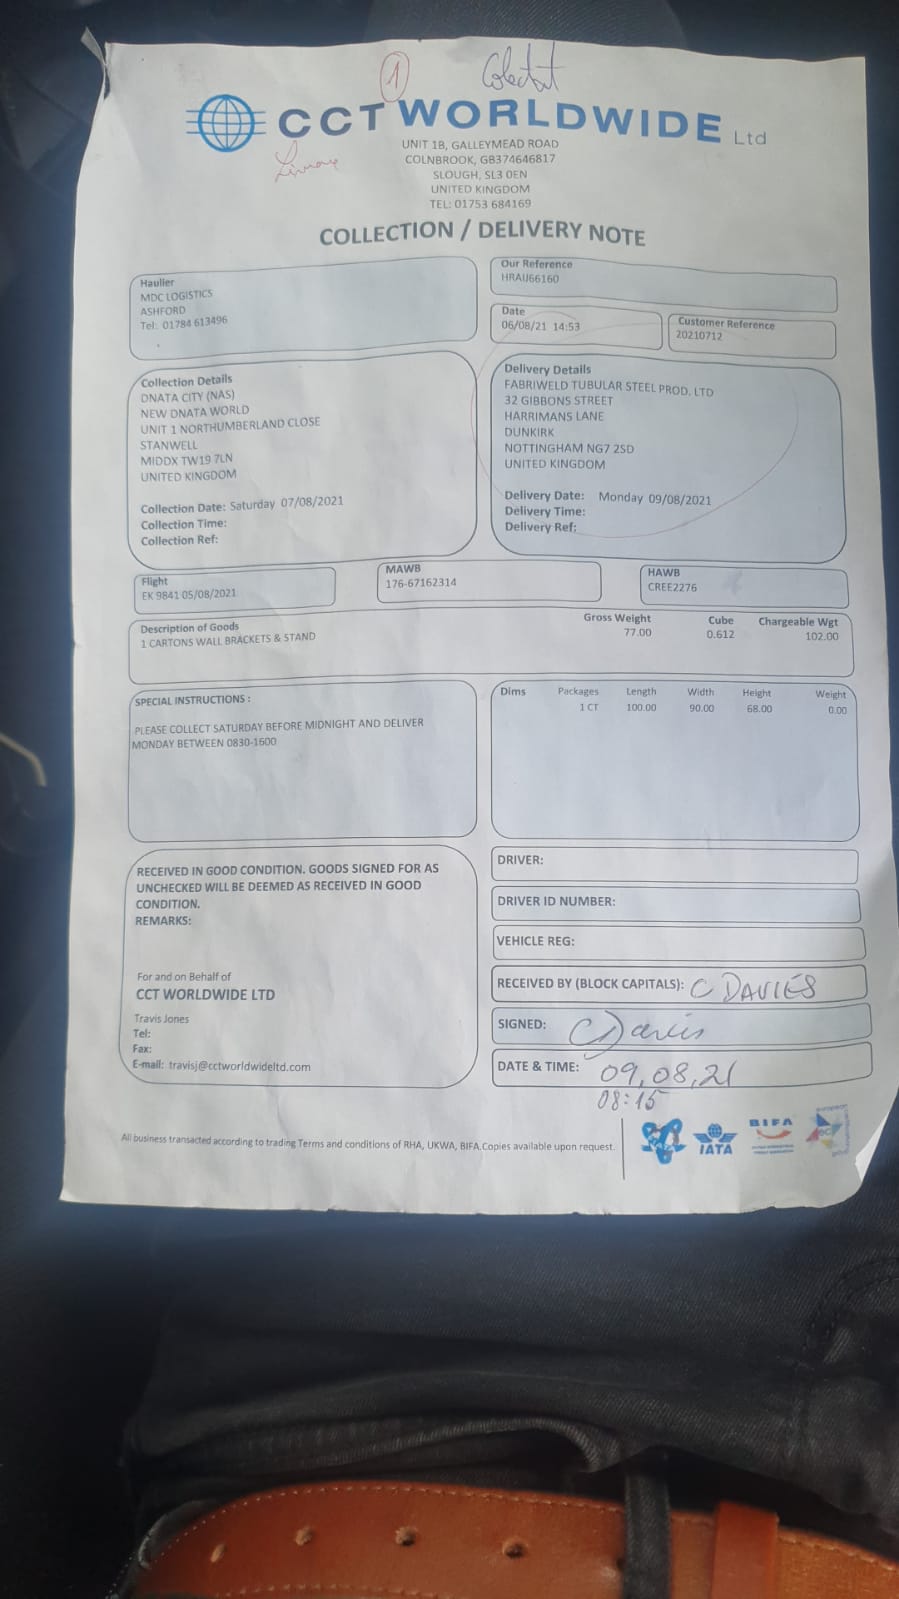 1
CCT WORLDWIDE Ltd
UNIT 1B, GALLEYMEAD ROAD
COLNBROOK, GB374646817
SLOUGH, SL3 0EN
UNITED KINGDOM
TEL: 01753 684169
COLLECTION / DELIVERY NOTE
Haulier
MDC LOGISTICS
ASHFORD
Tel: 01784 613496
Our Reference
HRAU66160
Date
06/08/21 14:53
Customer Reference
20210712
Collection Details
DNATA CITY (NAS)
NEW DNATA WORLD
UNIT 1 NORTHUMBERLAND CLOSE
STANWELL
MIDDX TW19 7LN
UNITED KINGDOM
Collection Date: Saturday 07/08/2021
Collection Time:
Collection Ref:
Delivery Details
FABRIWELD TUBULAR STEEL PROD. LTD
32 GIBBONS STREET
HARRIMANS LANE
DUNKIRK
NOTTINGHAM NG7 2SD
UNITED KINGDOM
Delivery Date: Monday 09/08/2021
Delivery Time:
Delivery Ref:
Flight
EK 9841 05/08/2021
MAWB
176-67162314
HAWB
CREE2276
Description of Goods Gross Weight Cube Chargeable Wgt
1 CARTONS WALL BRACKETS & STAND 77.00 0.612 102.00
SPECIAL INSTRUCTIONS :
PLEASE COLLECT SATURDAY BEFORE MIDNIGHT AND DELIVER
MONDAY BETWEEN 0830-1600
Dims Packages Length Width Height Weight
1 CT 100.00 90.00 68.00 0.00
RECEIVED IN GOOD CONDITION. GOODS SIGNED FOR AS
UNCHECKED WILL BE DEEMED AS RECEIVED IN GOOD
CONDITION.
REMARKS:
For and on Behalf of
CCT WORLDWIDE LTD
Travis Jones
Tel:
Fax:
E-mail: travisj@cctworldwideltd.com
DRIVER:
DRIVER ID NUMBER:
VEHICLE REG:
RECEIVED BY (BLOCK CAPITALS): C DAVIES
SIGNED: C Davies
DATE & TIME: 09,08,21
08:15
All business transacted according to trading Terms and conditions of RHA, UKWA, BIFA.Copies available upon request.
IATA
BIFA